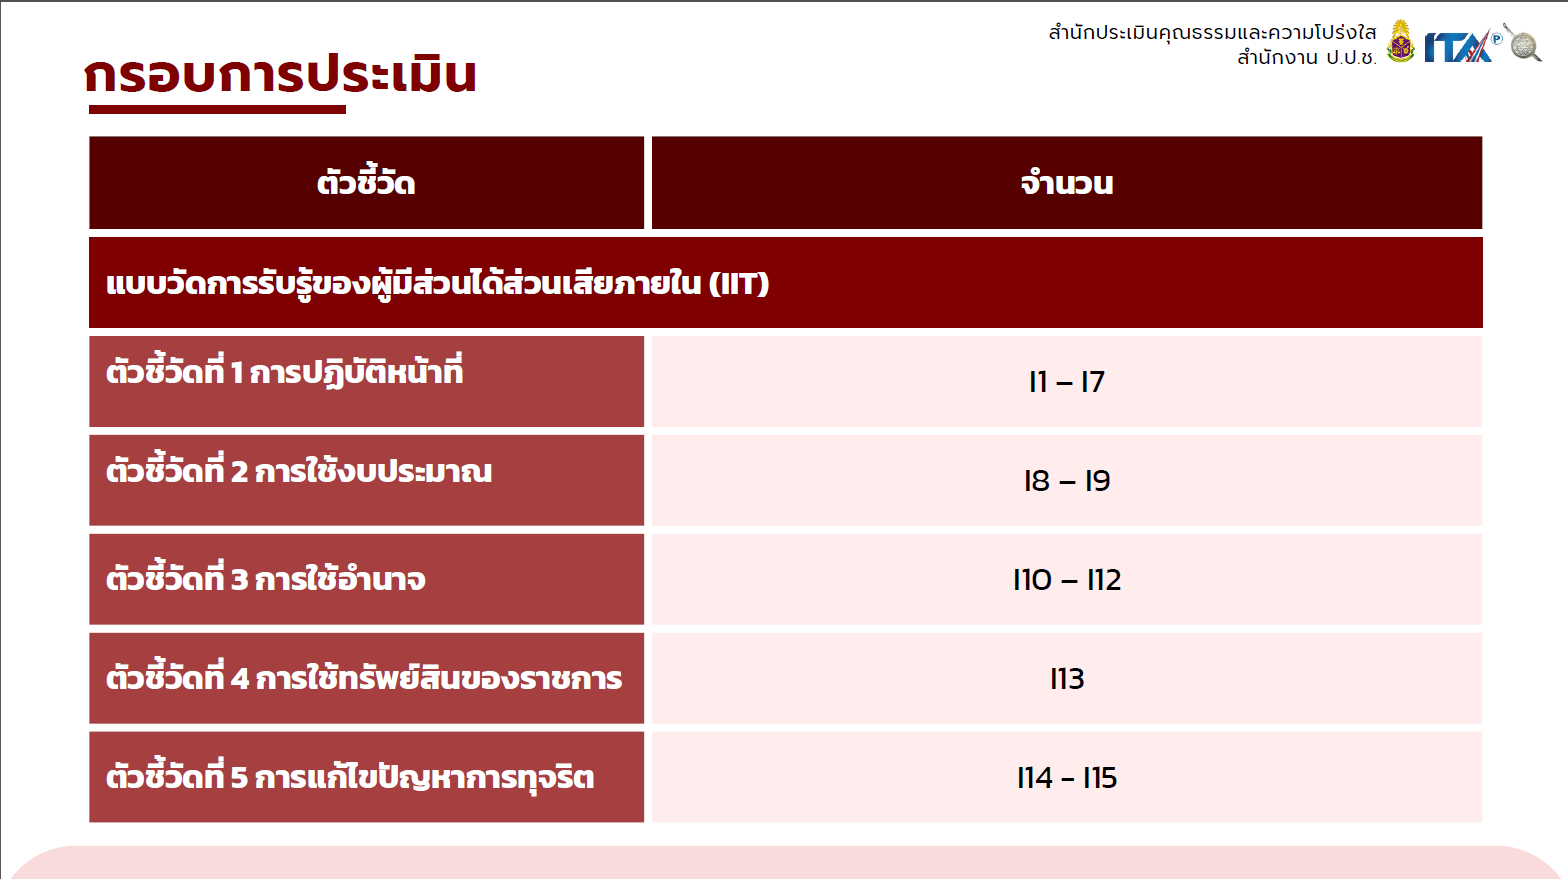 สำนักประเมินคุณธรรมและความโปร่งใส
สำนักงาน ป.ป.ช.
ITA P
กรอบการประเมิน
ตัวชี้วัด จำนวน
แบบวัดการรับรู้ของผู้มีส่วนได้ส่วนเสียภายใน (IIT)
ตัวชี้วัดที่ 1 การปฏิบัติหน้าที่ I1 – I7
ตัวชี้วัดที่ 2 การใช้งบประมาณ I8 – I9
ตัวชี้วัดที่ 3 การใช้อำนาจ I10 – I12
ตัวชี้วัดที่ 4 การใช้ทรัพย์สินของราชการ I13
ตัวชี้วัดที่ 5 การแก้ไขปัญหาการทุจริต I14 - I15